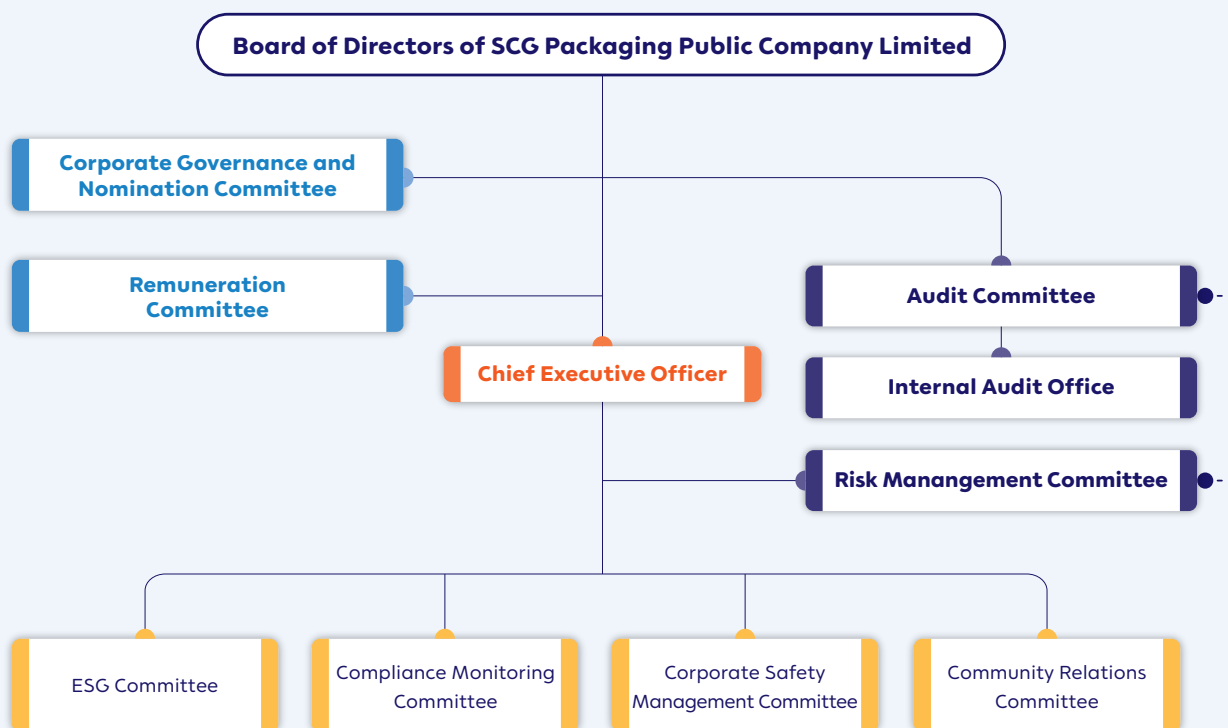 Board of Directors of SCG Packaging Public Company Limited
Corporate Governance and
Nomination Committee
Remuneration
Committee
Audit Committee
Chief Executive Officer
Internal Audit Office
Risk Manangement Committee
ESG Committee
Compliance Monitoring
Committee
Corporate Safety
Management Committee
Community Relations
Committee